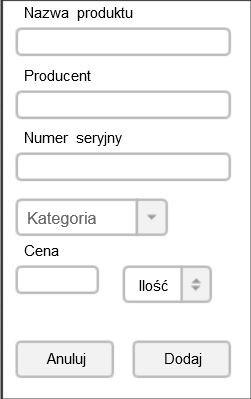 Nazwa produktu
Producent
Numer seryjny
Kategoria
Cena
Ilość
Anuluj
Dodaj